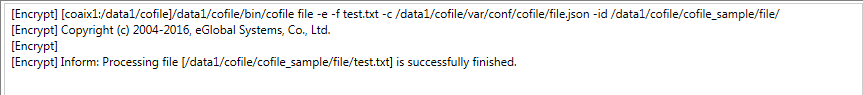 [Encrypt] [coaix1:/data1/cofile]/data1/cofile/bin/cofile file -e -f test.txt -c /data1/cofile/var/conf/cofile/file.json -id /data1/cofile/cofile_sample/file/
[Encrypt] Copyright (c) 2004-2016, eGlobal Systems, Co., Ltd.
[Encrypt]
[Encrypt] Inform: Processing file [/data1/cofile/cofile_sample/file/test.txt] is successfully finished.